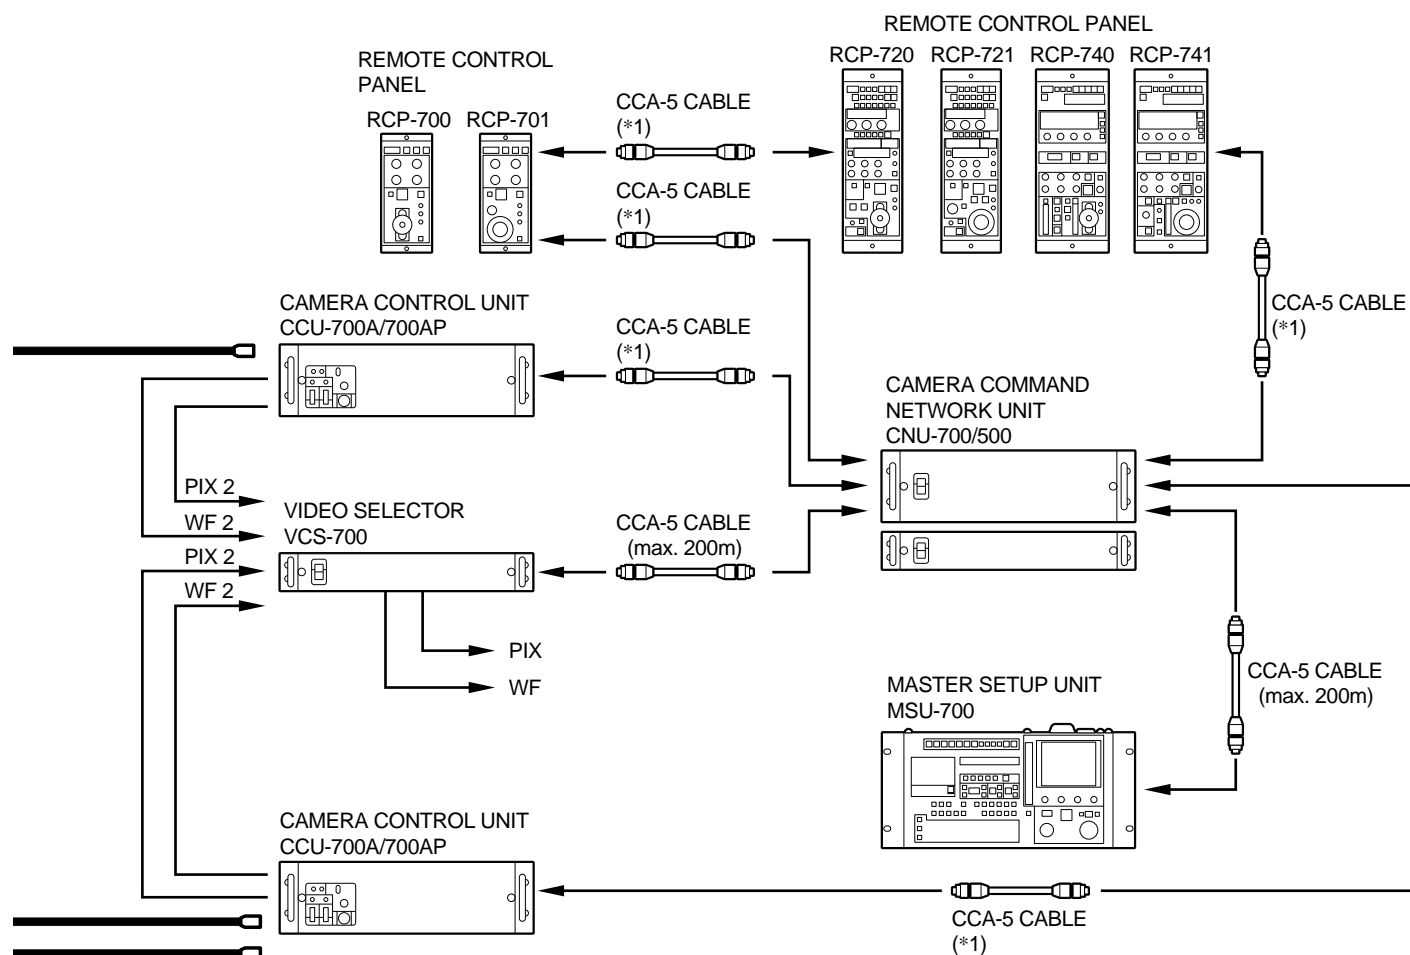 REMOTE CONTROL PANEL
RCP-720 RCP-721 RCP-740 RCP-741
REMOTE CONTROL
PANEL
RCP-700 RCP-701
CCA-5 CABLE
(*1)
CCA-5 CABLE
(*1)
CAMERA CONTROL UNIT
CCU-700A/700AP
CCA-5 CABLE
(*1)
CCA-5 CABLE
(*1)
CAMERA COMMAND
NETWORK UNIT
CNU-700/500
PIX 2
WF 2
PIX 2
WF 2
VIDEO SELECTOR
VCS-700
CCA-5 CABLE
(max. 200m)
PIX
WF
MASTER SETUP UNIT
MSU-700
CCA-5 CABLE
(max. 200m)
CAMERA CONTROL UNIT
CCU-700A/700AP
CCA-5 CABLE
(*1)